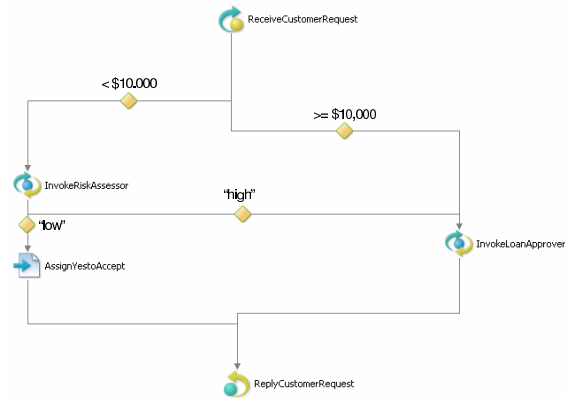 ReceiveCustomerRequest
< $10.000
>= $10,000
InvokeRiskAssessor
"high"
"low"
InvokeLoanApprover
AssignYestoAccept
ReplyCustomerRequest